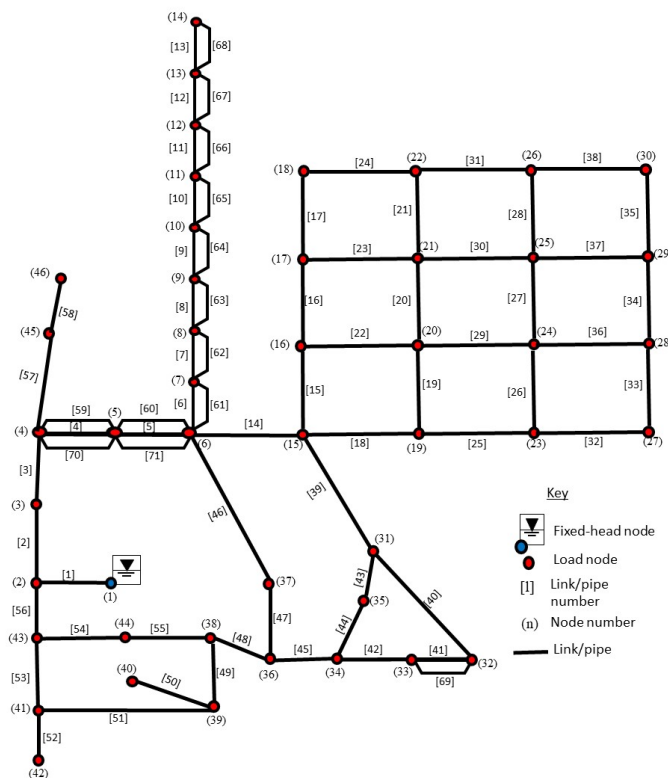 (14)
[13] [68]
(13)
[12] [67]
(12)
[11] [66]
(11)
[10] [65]
(10)
[9] [64]
(9)
[8] [63]
(8)
[7] [62]
(7)
[6] [61]
(18) [24] (22) [31] (26) [38] (30)
[17] [21] [28] [35]
(17) [23] (21) [30] (25) [37] (29
[16] [20] [27] [34]
(16) [22] (20) [29] (24) [36] (28
[15] [19] [26] [33]
(46)
[58]
(45)
[57]
[59] (5) [60]
(4) [4] [5] (6) [14] (15) [18] (19) [25] (23) [32] (27)
[70] [71]
[3]
(3)
[2]
[1]
(2) (1)
[56]
[46] [39]
(31)
[43] [40]
(37) (35)
[47] [44]
(43) [54] (44) [55] (38) [48] [45] [42] [41]
(36) (34) (33) (32)
[69]
[53] (40) [50] [49]
(41) [51] (39)
[52]
(42)
Key
Fixed-head node
Load node
[1] Link/pipe
number
(n) Node number
Link/pipe